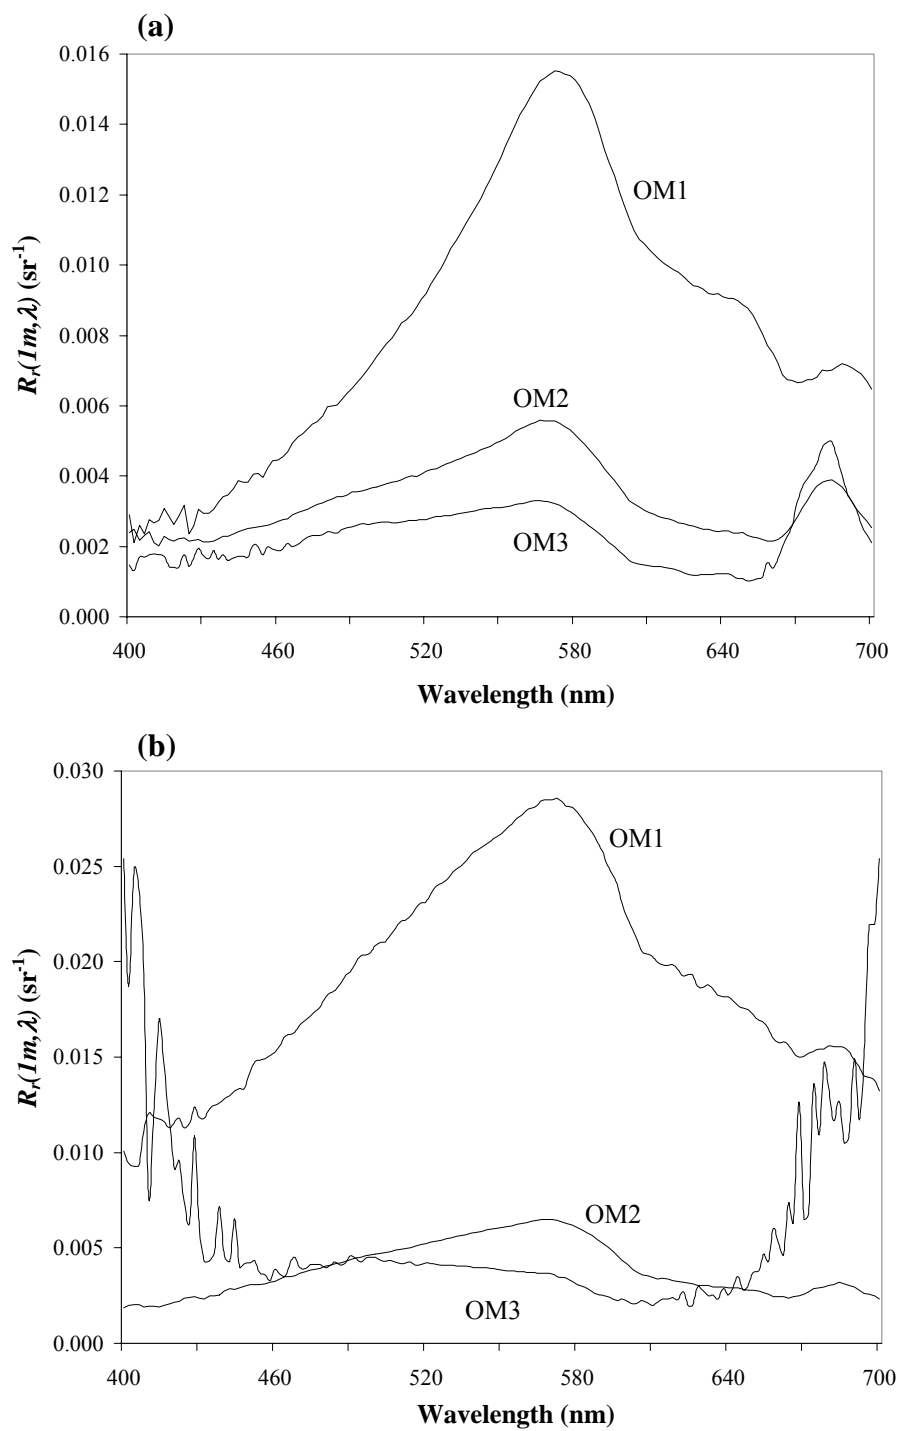 (a)
0.016
0.014
0.012
0.010
0.008
0.006
0.004
0.002
0.000
Rr(1m,λ) (sr-1)
OM1
OM2
OM3
400 460 520 580 640 700
Wavelength (nm)
(b)
0.030
0.025
0.020
0.015
0.010
0.005
0.000
Rr(1m,λ) (sr-1)
OM1
OM2
OM3
400 460 520 580 640 700
Wavelength (nm)